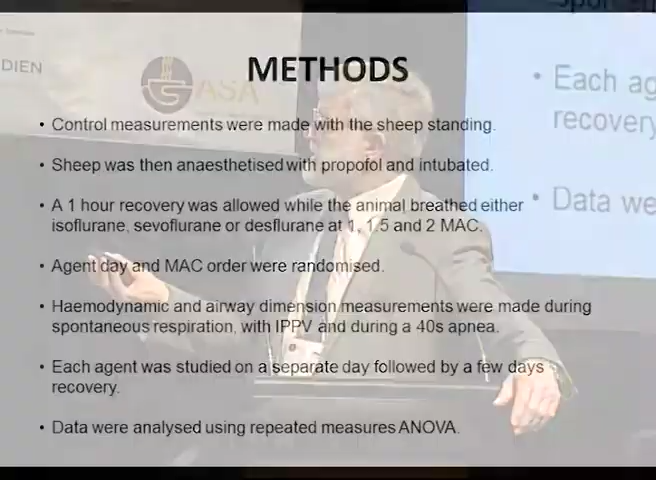 METHODS
DIEN
ASA
• Control measurements were made with the sheep standing.
• Sheep was then anaesthetised with propofol and intubated.
• A 1 hour recovery was allowed while the animal breathed either
isoflurane, sevoflurane or desflurane at 1, 1.5 and 2 MAC.
• Agent day and MAC order were randomised.
• Haemodynamic and airway dimension measurements were made during
spontaneous respiration, with IPPV and during a 40s apnea.
• Each agent was studied on a separate day followed by a few days
recovery.
• Data were analysed using repeated measures ANOVA.
• Each ag
recovery
• Data we